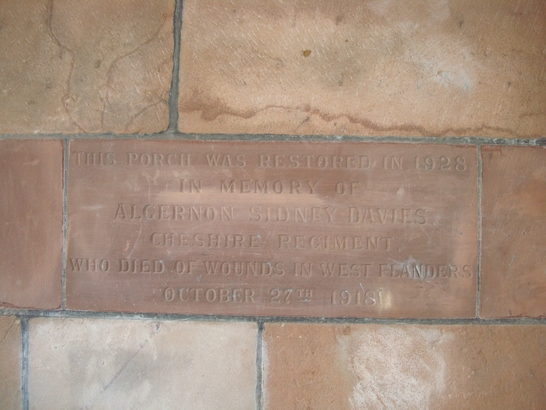 THIS PORCH WAS RESTORED IN 1928
IN MEMORY OF
ALGERNON SIDNEY DAVIES
CHESHIRE REGIMENT
WHO DIED OF WOUNDS IN WEST FLANDERS
OCTOBER 27TH 1918